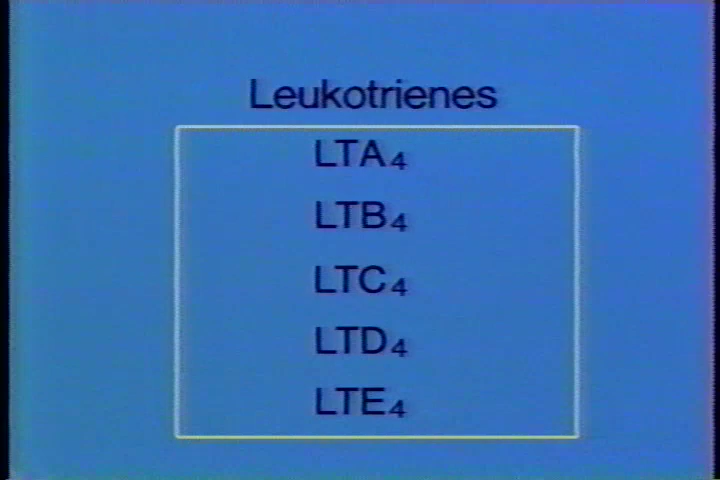 Leukotrienes
LTA₄
LTB₄
LTC₄
LTD₄
LTE₄